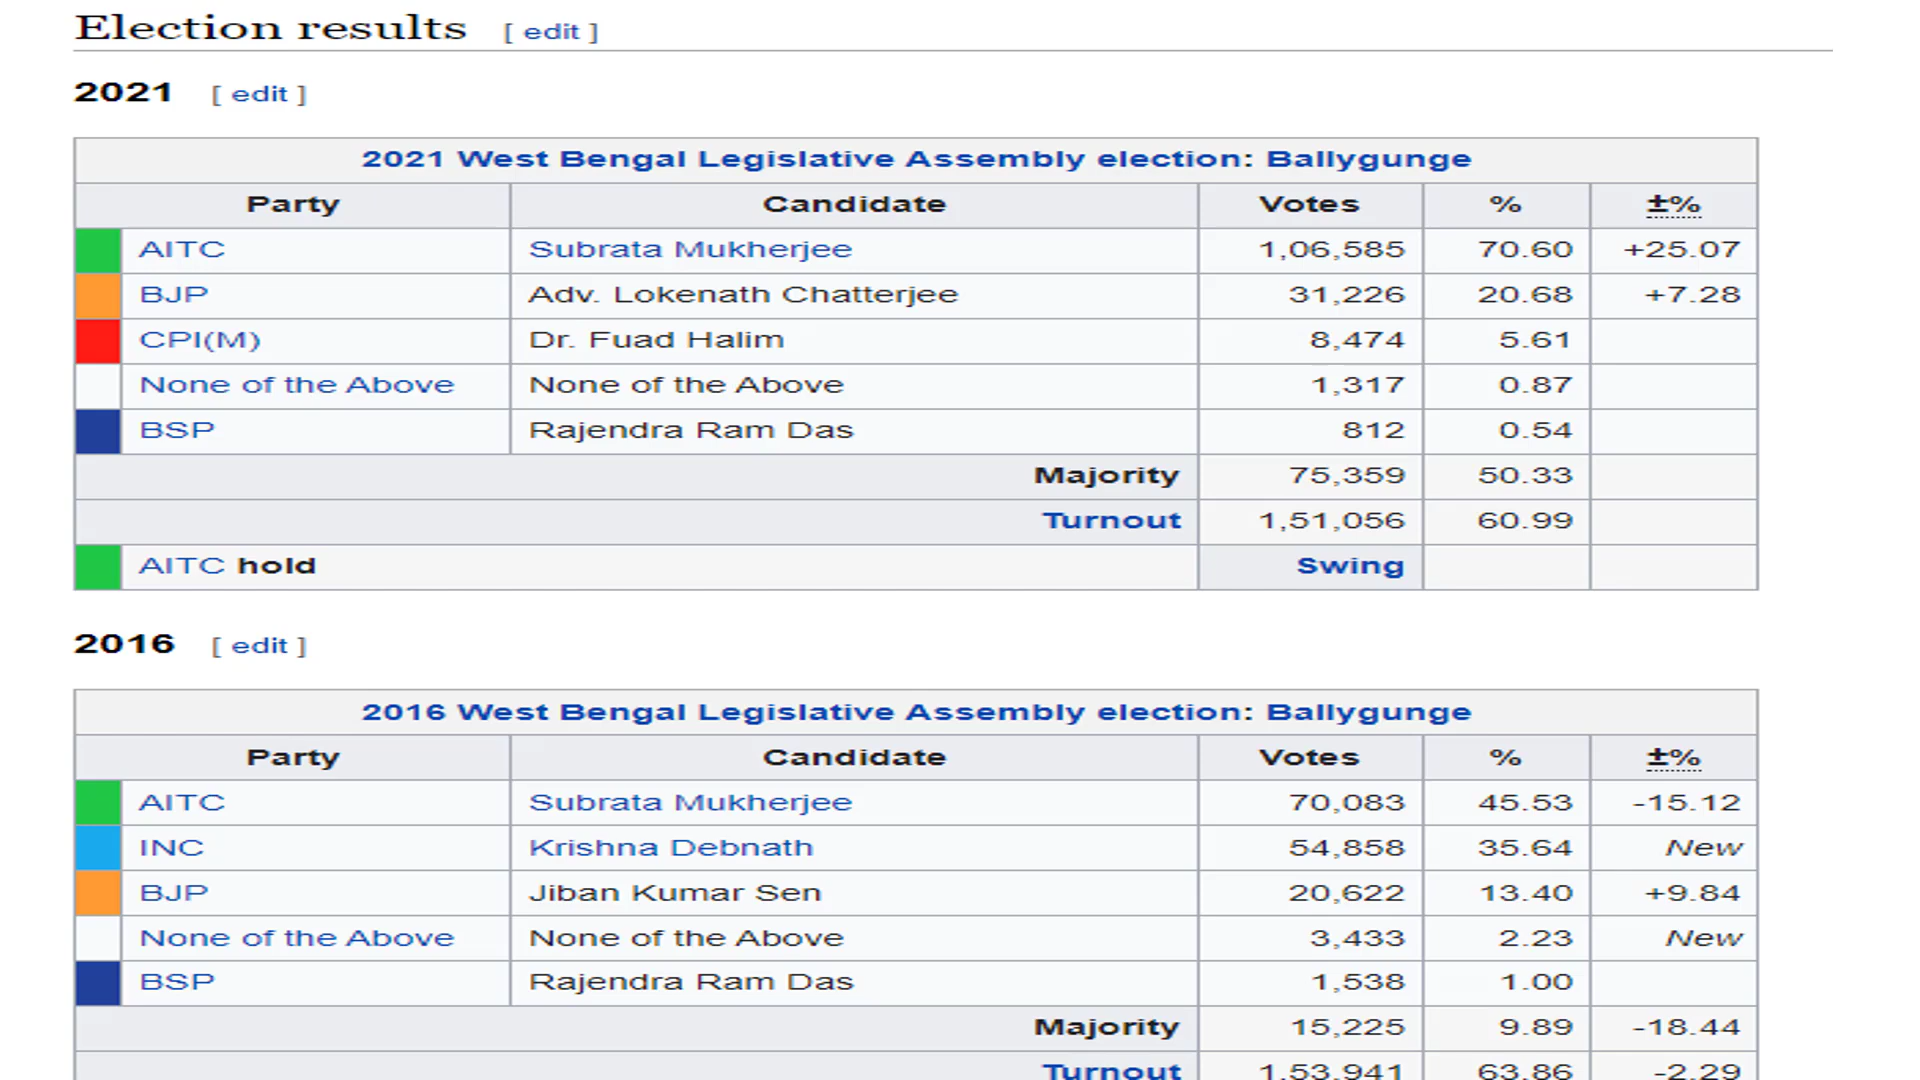 Election results [ edit ]
2021 [ edit ]
2021 West Bengal Legislative Assembly election: Ballygunge
Party Candidate Votes % ±%
AITC Subrata Mukherjee 1,06,585 70.60 +25.07
BJP Adv. Lokenath Chatterjee 31,226 20.68 +7.28
CPI(M) Dr. Fuad Halim 8,474 5.61
None of the Above None of the Above 1,317 0.87
BSP Rajendra Ram Das 812 0.54
Majority 75,359 50.33
Turnout 1,51,056 60.99
AITC hold Swing
2016 [ edit ]
2016 West Bengal Legislative Assembly election: Ballygunge
Party Candidate Votes % ±%
AITC Subrata Mukherjee 70,083 45.53 -15.12
INC Krishna Debnath 54,858 35.64 New
BJP Jiban Kumar Sen 20,622 13.40 +9.84
None of the Above None of the Above 3,433 2.23 New
BSP Rajendra Ram Das 1,538 1.00
Majority 15,225 9.89 -18.44
Turnout 1,53,941 63.86 -2.29